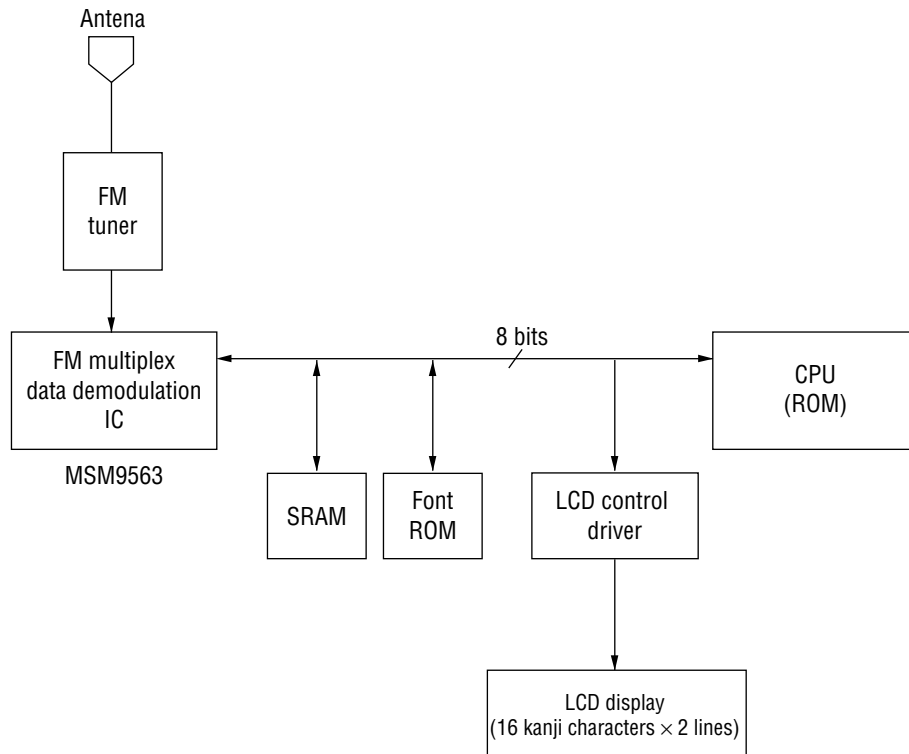 Antena
FM
tuner
8 bits
FM multiplex
data demodulation
IC
CPU
(ROM)
MSM9563
SRAM
Font
ROM
LCD control
driver
LCD display
(16 kanji characters × 2 lines)